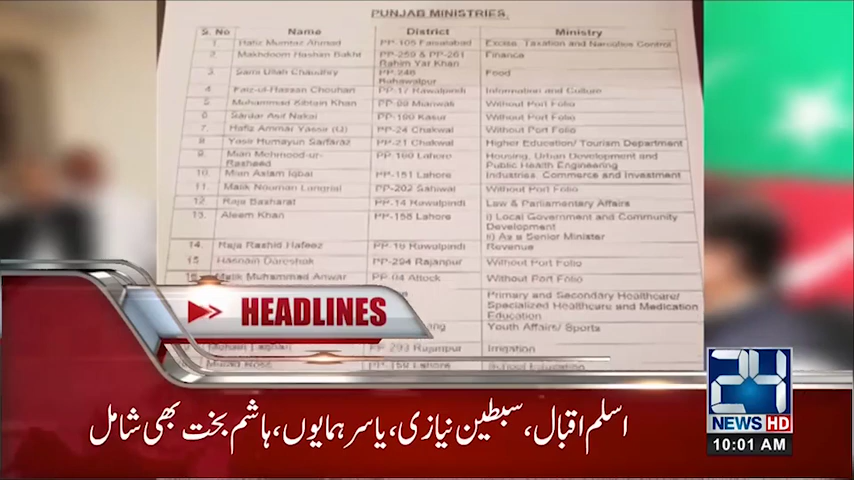 PUNJAB MINISTRIES
S. No Name District Ministry
1. Hafiz Mumtaz Ahmad PP-105 Faisalabad Excise, Taxation and Narcotics Control
2. Makhdoom Hashan Bakht PP-259 & PP-261 Rahim Yar Khan Finance
3. Sami Ullah Chaudhry PP-246 Bahawalpur Food
4. Faiz-ul-Hassan Chouhan PP-17 Rawalpindi Information and Culture
5. Muhammad Sibtain Khan PP-88 Mianwali Without Port Folio
6. Sardar Asif Nakai PP-180 Kasur Without Port Folio
7. Hafiz Ammar Yasir (Q) PP-24 Chakwal Without Port Folio
8. Yasir Humayun Sarfaraz PP-21 Chakwal Higher Education/ Tourism Department
9. Mian Mehmood-ur-Rasheed PP-160 Lahore Housing, Urban Development and Public Health Engineering
10. Mian Aslam Iqbal PP-151 Lahore Industries, Commerce and Investment
11. Malik Nouman Langrial PP-202 Sahiwal Without Port Folio
12. Raja Basharat PP-14 Rawalpindi Law & Parliamentary Affairs
13. Aleem Khan PP-158 Lahore i) Local Government and Community Development
ii) As a Senior Minister
14. Raja Rashid Hafeez PP-16 Rawalpindi Revenue
15. Hasnain Dareshak PP-294 Rajanpur Without Port Folio
16. Malik Muhammad Anwar PP-04 Attock Without Port Folio
Primary and Secondary Healthcare/ Specialized Healthcare and Medication Education
Youth Affairs/ Sports
PP-293 Rajanpur Irrigation
Murad Rass PP-159 Lahore School Education
HEADLINES
اسلم اقبال، سبطین نیازی، یاسر ہمایوں، ہاشم بخت بھی شامل
24
NEWS HD
10:01 AM